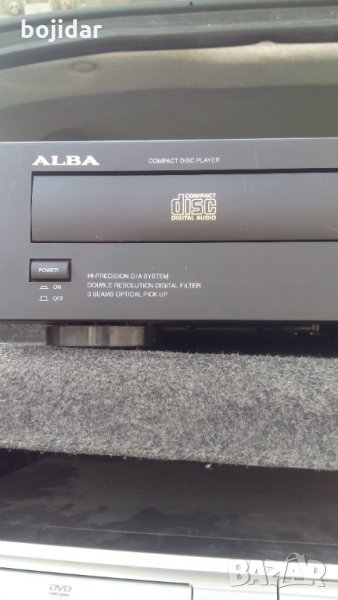 bojidar
ALBA
COMPACT DISC PLAYER
COMPACT
disc
DIGITAL AUDIO
POWER
ON
OFF
HI-PRECISION D/A SYSTEM
DOUBLE RESOLUTION DIGITAL FILTER
3 BEAMS OPTICAL PICK UP
DVD
BAZAR